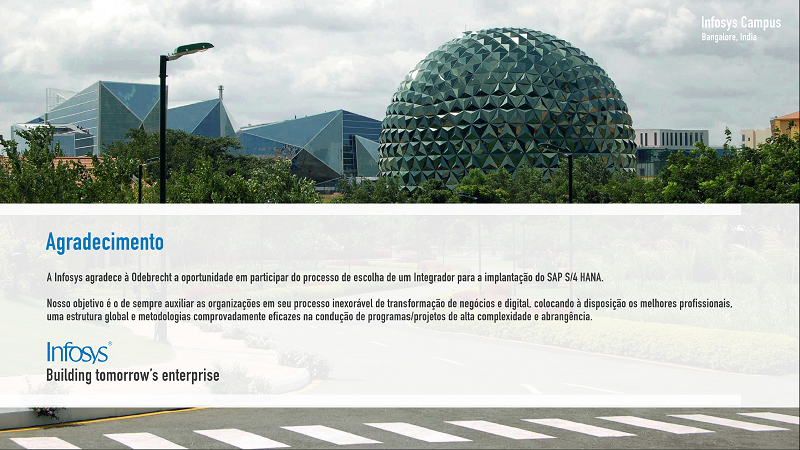 Infosys Campus
Bangalore, India
Agradecimento
A Infosys agradece à Odebrecht a oportunidade em participar do processo de escolha de um Integrador para a implantação do SAP S/4 HANA.
Nosso objetivo é o de sempre auxiliar as organizações em seu processo inexorável de transformação de negócios e digital, colocando à disposição os melhores profissionais,
uma estrutura global e metodologias comprovadamente eficazes na condução de programas/projetos de alta complexidade e abrangência.
Infosys®
Building tomorrow's enterprise